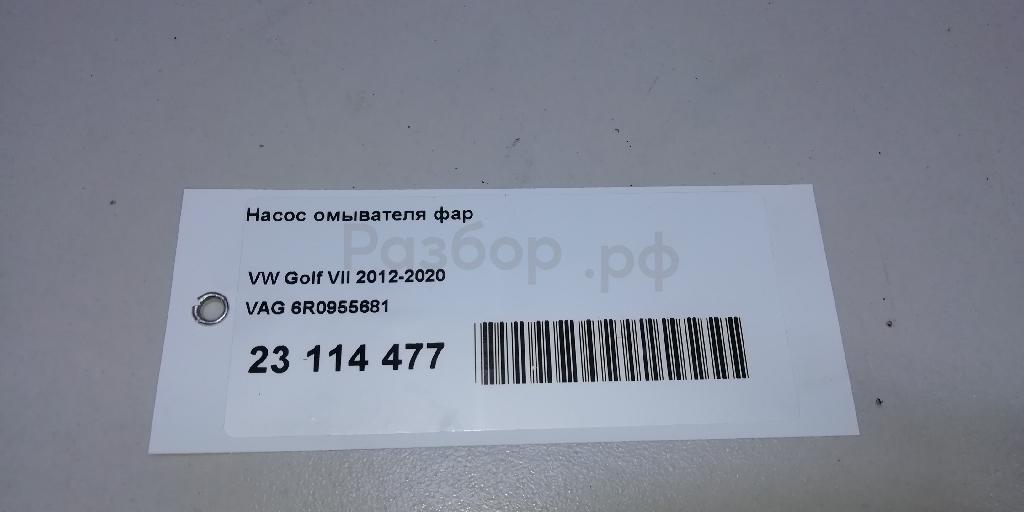 Насос омывателя фар
Разбор.рф
VW Golf VII 2012-2020
VAG 6R0955681
23 114 477